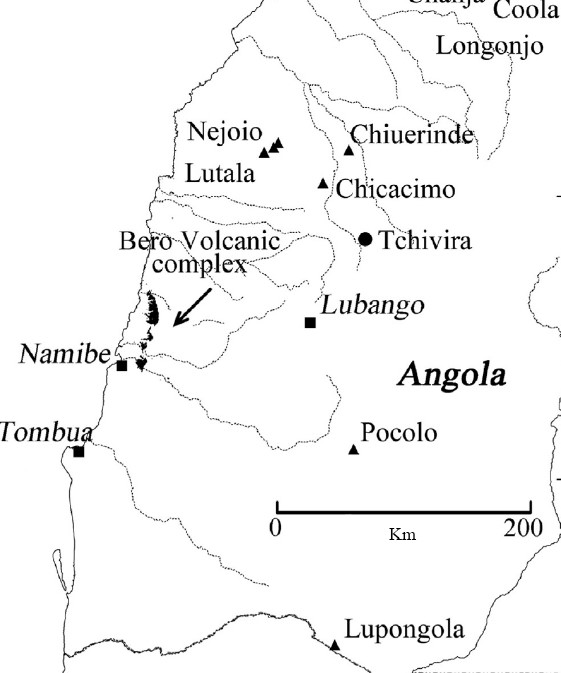 Coola
Longonjo
Nejoio
Chiuerinde
Lutala
Chicacimo
Bero Volcanic
complex
Tchivira
Lubango
Namibe
Angola
Tombua
Pocolo
0
200
Km
Lupongola